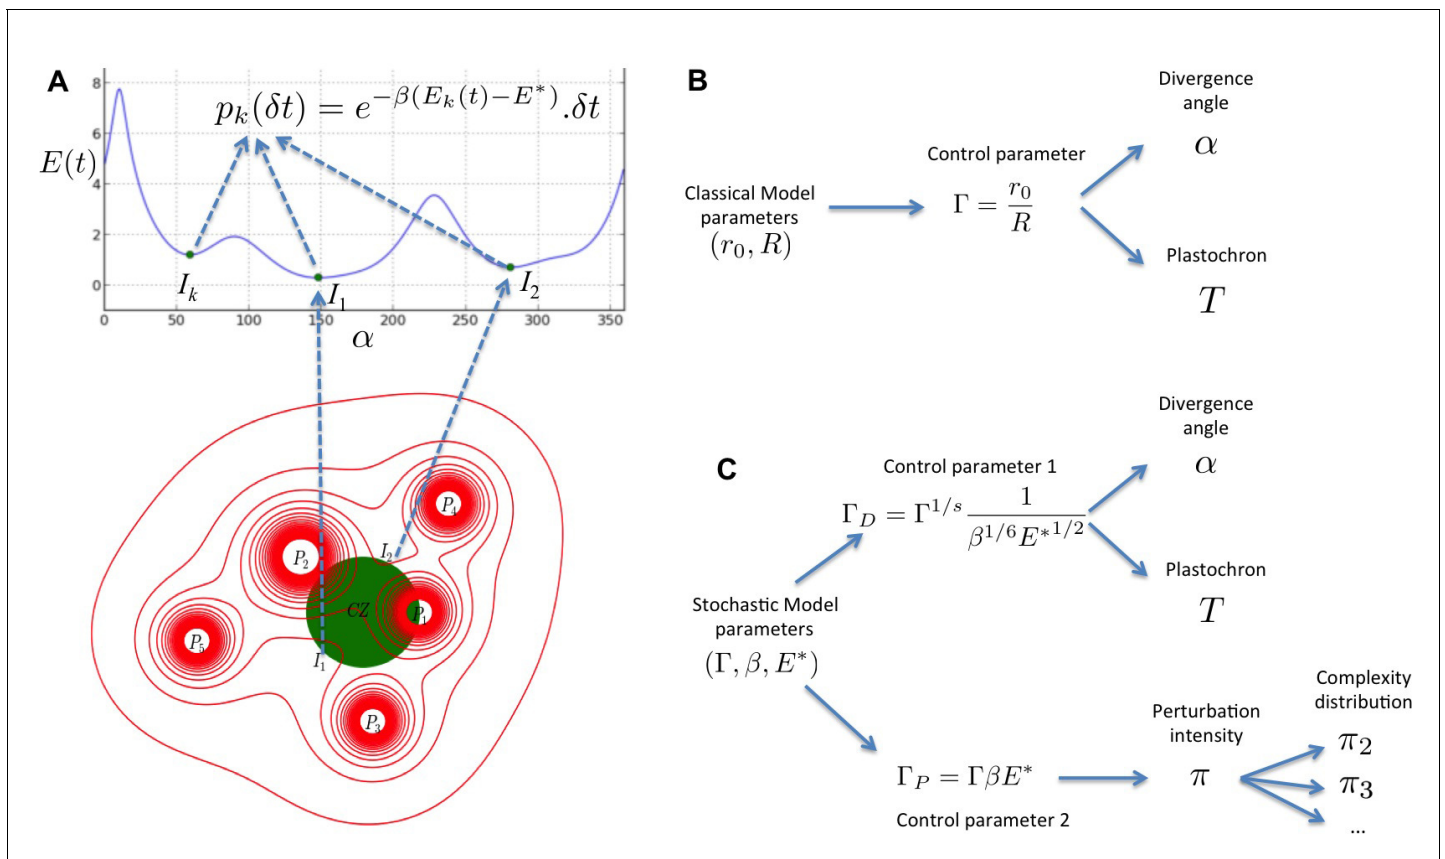 A
8
6
4
2
0
E(t)
p_k(δt) = e^{−β(E_k(t)−E*)}.δt
I_k
I_1
I_2
0 50 100 150 200 250 300 350
α
P_4
P_2
I_2
CZ
P_1
P_5
I_1
P_3
B
Classical Model
parameters
(r_0, R)
Control parameter
Γ = r_0/R
Divergence
angle
α
Plastochron
T
C
Stochastic Model
parameters
(Γ, β, E*)
Control parameter 1
Γ_D = Γ^{1/s} 1/(β^{1/6}E*^{1/2})
Divergence
angle
α
Plastochron
T
Γ_P = ΓβE*
Control parameter 2
Perturbation
intensity
π
Complexity
distribution
π_2
π_3
...